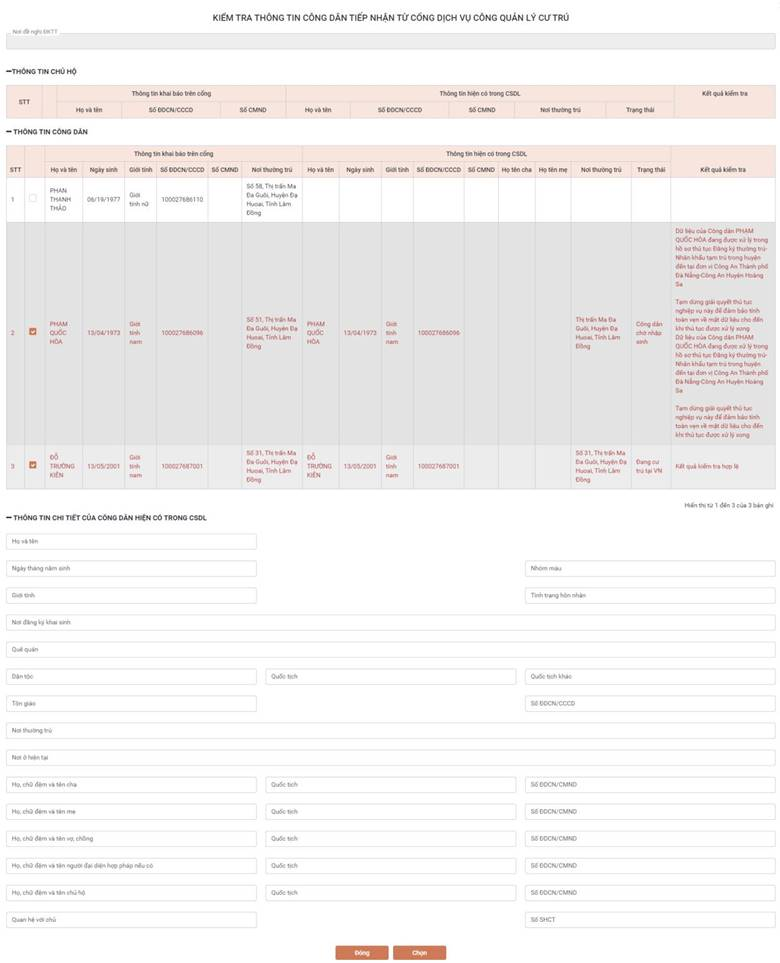 KIỂM TRA THÔNG TIN CÔNG DÂN TIẾP NHẬN TỪ CỔNG DỊCH VỤ CÔNG QUẢN LÝ CƯ TRÚ
Nơi đề nghị ĐKTT
THÔNG TIN CHỦ HỘ
STT Thông tin khai báo trên cổng Thông tin hiện có trong CSDL Kết quả kiểm tra
Họ và tên Số ĐDCN/CCCD Số CMND Họ và tên Số ĐDCN/CCCD Số CMND Nơi thường trú Trạng thái
THÔNG TIN CÔNG DÂN
Thông tin khai báo trên cổng Thông tin hiện có trong CSDL
STT Họ và tên Ngày sinh Giới tính Số ĐDCN/CCCD Số CMND Nơi thường trú Họ và tên Ngày sinh Giới tính Số ĐDCN/CCCD Số CMND Họ tên cha Họ tên mẹ Nơi thường trú Trạng thái Kết quả kiểm tra
1
PHAN
THANH
THẢO
06/19/1977
Giới
tính nữ
100027686110
Số 58, Thị trấn Ma
Đa Guôi, Huyện Đạ
Huoai, Tỉnh Lâm
Đồng
2
PHẠM
QUỐC
HÒA
13/04/1973
Giới
tính
nam
100027686096
Số 51, Thị trấn Ma
Đa Guôi, Huyện Đạ
Huoai, Tỉnh Lâm
Đồng
PHẠM
QUỐC
HÒA
13/04/1973
Giới
tính
nam
100027686096
Thị trấn Ma Đa
Guôi, Huyện Đạ
Huoai, Tỉnh Lâm
Đồng
Công dân
chờ nhập
sinh
Dữ liệu của Công dân PHẠM
QUỐC HÒA đang được xử lý trong
hồ sơ thủ tục Đăng ký thường trú-
Nhân khẩu tạm trú trong huyện
đến tại đơn vị Công An Thành phố
Đà Nẵng-Công An Huyện Hoàng
Sa
Tạm dừng giải quyết thủ tục
nghiệp vụ này để đảm bảo tính
toàn vẹn về mặt dữ liệu cho đến
khi thủ tục được xử lý xong
Dữ liệu của Công dân PHẠM
QUỐC HÒA đang được xử lý trong
hồ sơ thủ tục Đăng ký thường trú-
Nhân khẩu tạm trú trong huyện
đến tại đơn vị Công An Thành phố
Đà Nẵng-Công An Huyện Hoàng
Sa
Tạm dừng giải quyết thủ tục
nghiệp vụ này để đảm bảo tính
toàn vẹn về mặt dữ liệu cho đến
khi thủ tục được xử lý xong
3
ĐỖ
TRƯỜNG
KIÊN
13/05/2001
Giới
tính
nam
100027687001
Số 31, Thị trấn Ma
Đa Guôi, Huyện Đạ
Huoai, Tỉnh Lâm
Đồng
ĐỖ
TRƯỜNG
KIÊN
13/05/2001
Giới
tính
nam
100027687001
Số 31, Thị trấn Ma
Đa Guôi, Huyện Đạ
Huoai, Tỉnh Lâm
Đồng
Đang cư
trú tại VN
Kết quả kiểm tra hợp lệ
Hiển thị từ 1 đến 3 của 3 bản ghi
THÔNG TIN CHI TIẾT CỦA CÔNG DÂN HIỆN CÓ TRONG CSDL
Họ và tên
Ngày tháng năm sinh Nhóm máu
Giới tính Tình trạng hôn nhân
Nơi đăng ký khai sinh
Quê quán
Dân tộc Quốc tịch Quốc tịch khác
Tôn giáo Số ĐDCN/CCCD
Nơi thường trú
Nơi ở hiện tại
Họ, chữ đệm và tên cha Quốc tịch Số ĐDCN/CMND
Họ, chữ đệm và tên mẹ Quốc tịch Số ĐDCN/CMND
Họ, chữ đệm và tên vợ, chồng Quốc tịch Số ĐDCN/CMND
Họ, chữ đệm và tên người đại diện hợp pháp nếu có Quốc tịch Số ĐDCN/CMND
Họ, chữ đệm và tên chủ hộ Quốc tịch Số ĐDCN/CMND
Quan hệ với chủ Số SHCT
Đóng Chọn